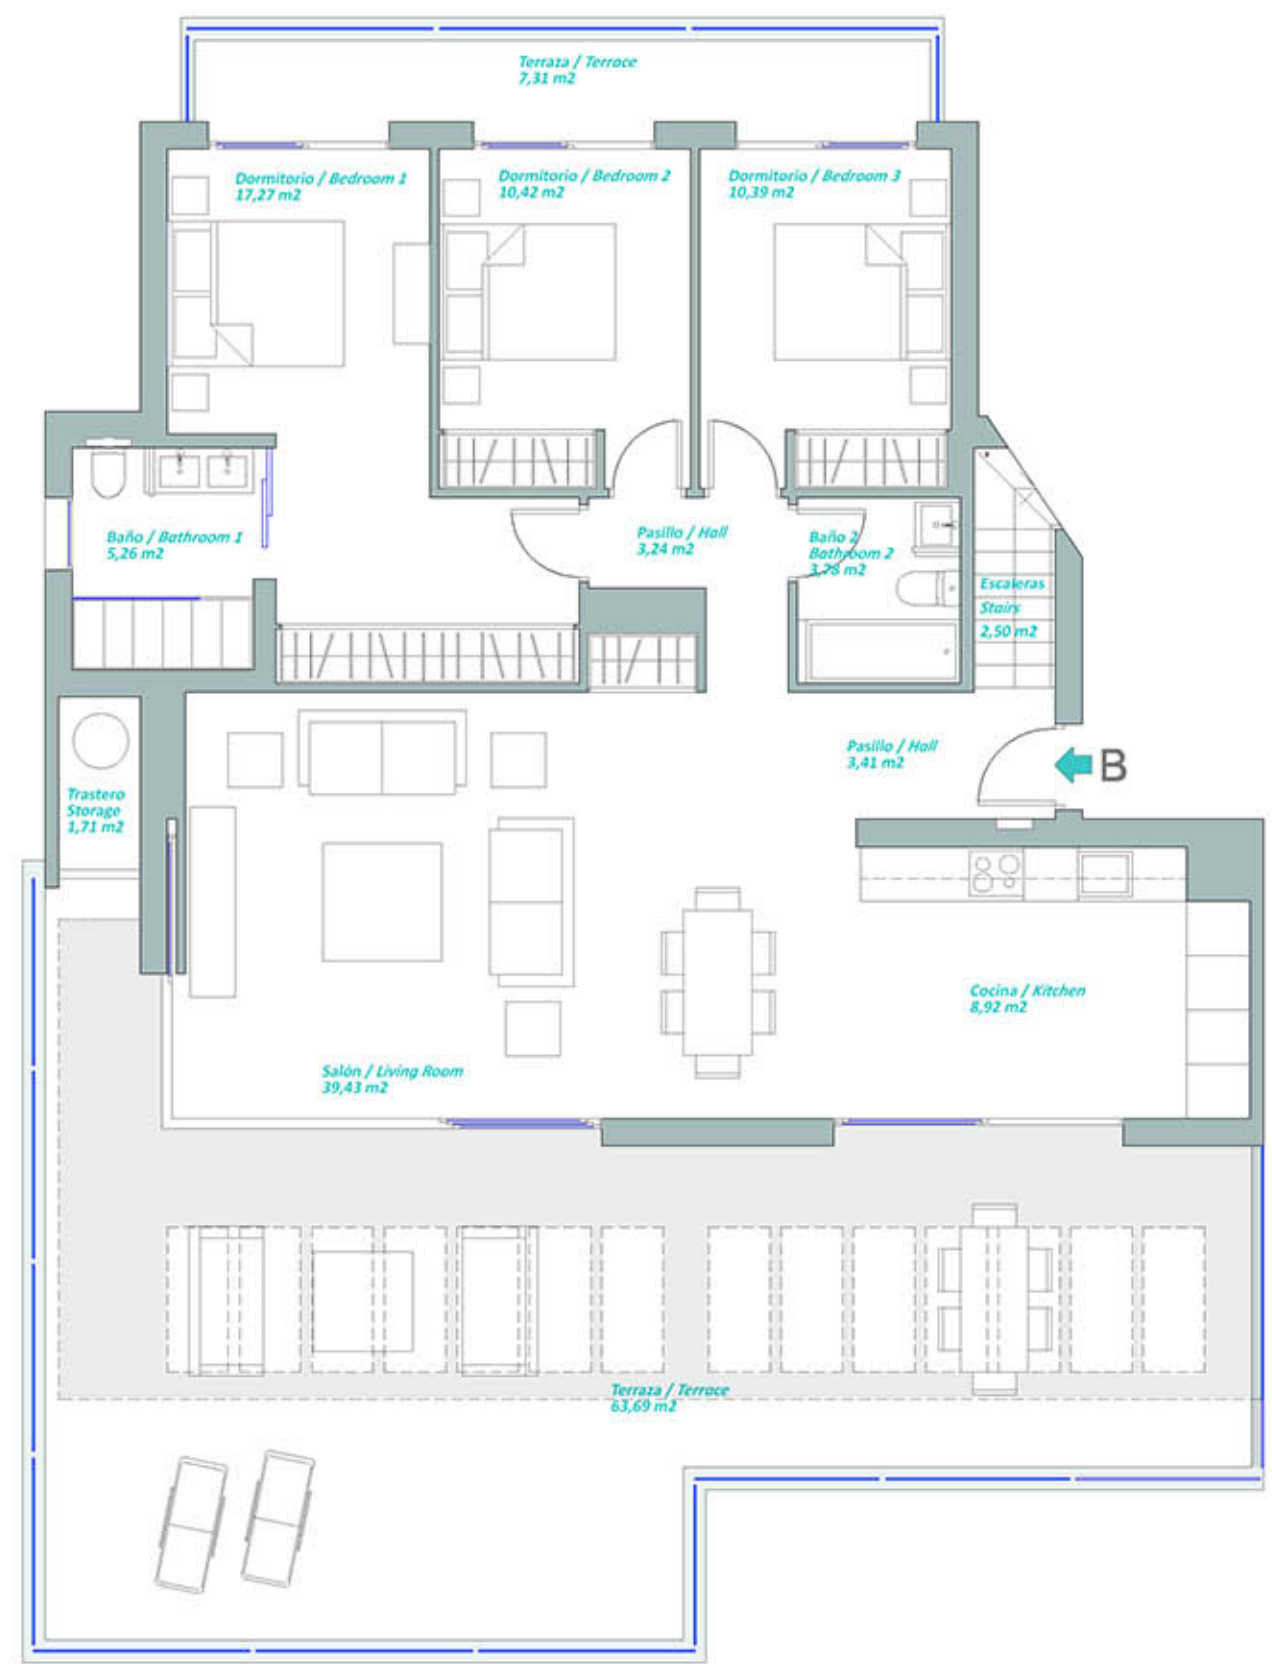 Terraza / Terrace
7,31 m2
Dormitorio / Bedroom 1
17,27 m2
Dormitorio / Bedroom 2
10,42 m2
Dormitorio / Bedroom 3
10,39 m2
Baño / Bathroom 1
5,26 m2
Pasillo / Hall
3,24 m2
Baño 2
Bathroom 2
3,78 m2
Escaleras
Stairs
2,50 m2
Pasillo / Hall
3,41 m2
B
Trastero
Storage
1,71 m2
Cocina / Kitchen
8,92 m2
Salón / Living Room
39,43 m2
Terraza / Terrace
63,69 m2